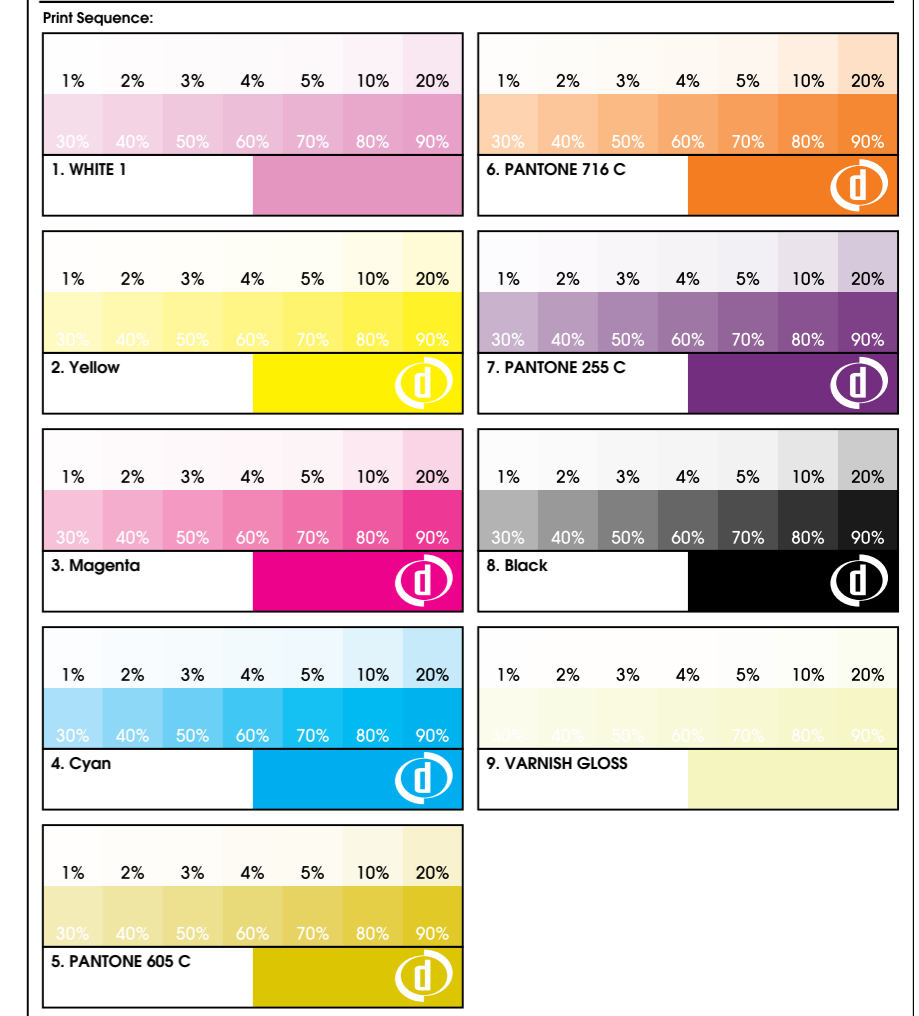 Print Sequence:
1% 2% 3% 4% 5% 10% 20%
30% 40% 50% 60% 70% 80% 90%
1. WHITE 1
1% 2% 3% 4% 5% 10% 20%
30% 40% 50% 60% 70% 80% 90%
2. Yellow
d
1% 2% 3% 4% 5% 10% 20%
30% 40% 50% 60% 70% 80% 90%
3. Magenta
d
1% 2% 3% 4% 5% 10% 20%
30% 40% 50% 60% 70% 80% 90%
4. Cyan
d
1% 2% 3% 4% 5% 10% 20%
30% 40% 50% 60% 70% 80% 90%
5. PANTONE 605 C
d
1% 2% 3% 4% 5% 10% 20%
30% 40% 50% 60% 70% 80% 90%
6. PANTONE 716 C
d
1% 2% 3% 4% 5% 10% 20%
30% 40% 50% 60% 70% 80% 90%
7. PANTONE 255 C
d
1% 2% 3% 4% 5% 10% 20%
30% 40% 50% 60% 70% 80% 90%
8. Black
d
1% 2% 3% 4% 5% 10% 20%
30% 40% 50% 60% 70% 80% 90%
9. VARNISH GLOSS